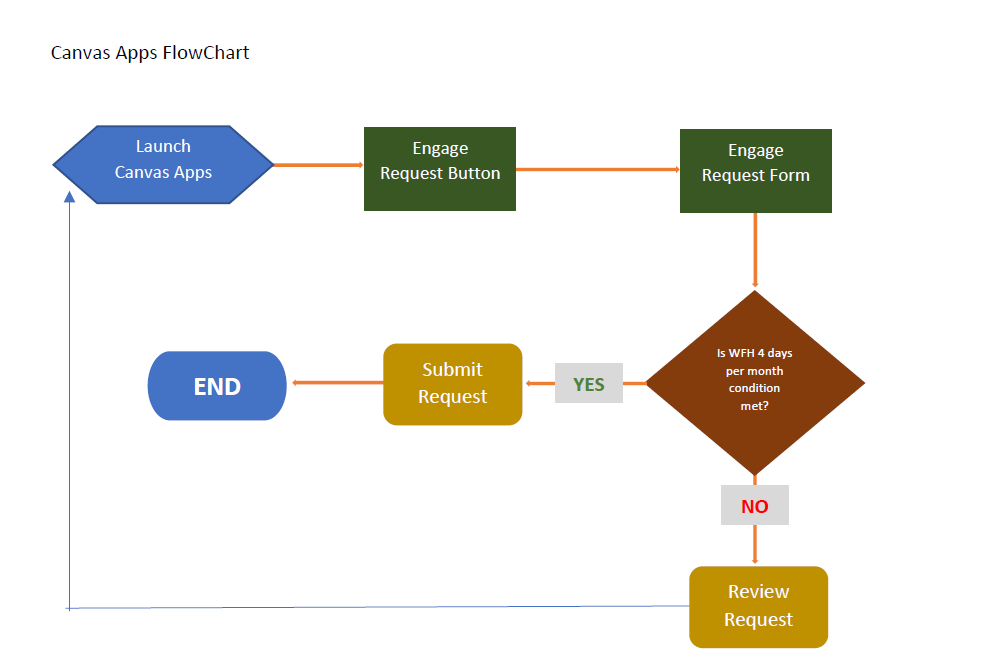 Canvas Apps FlowChart
Launch
Canvas Apps
Engage
Request Button
Engage
Request Form
Is WFH 4 days
per month
condition
met?
YES
Submit
Request
END
NO
Review
Request